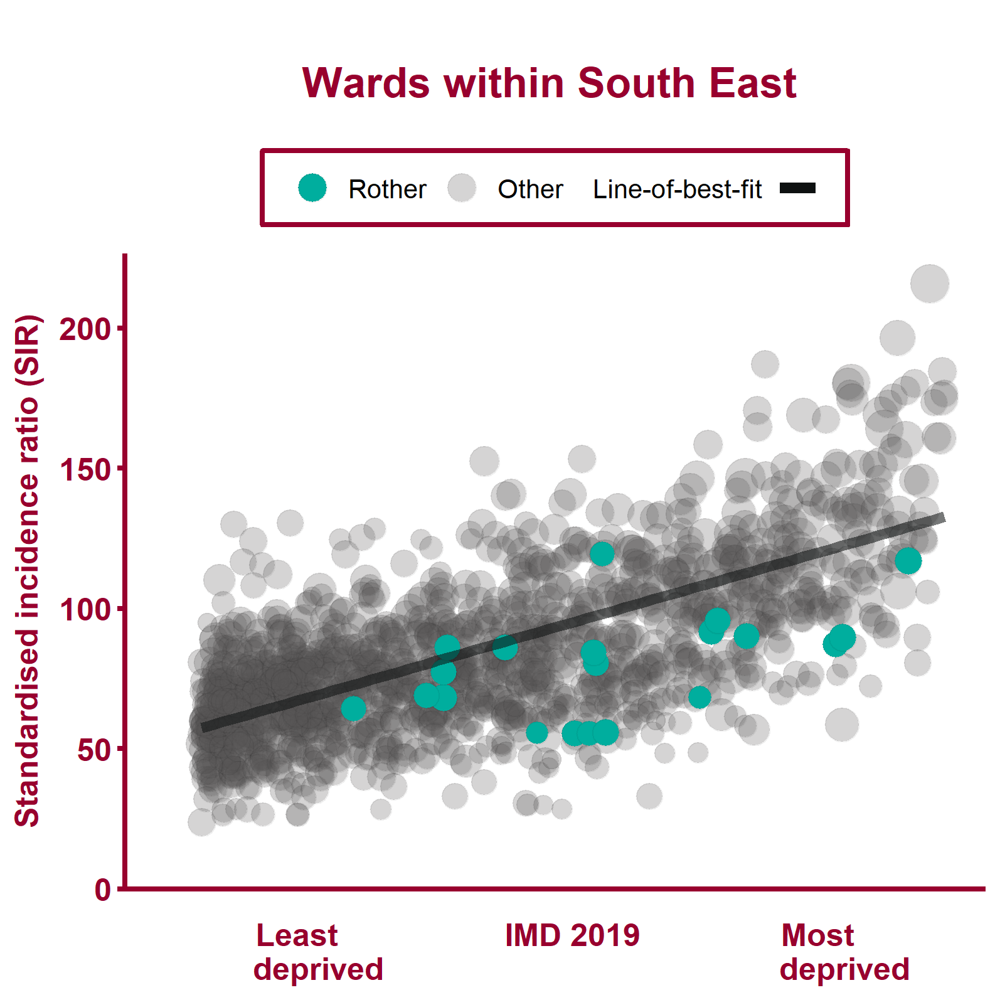 Wards within South East
Rother Other Line-of-best-fit
Standardised incidence ratio (SIR)
200
150
100
50
0
Least deprived
IMD 2019
Most deprived